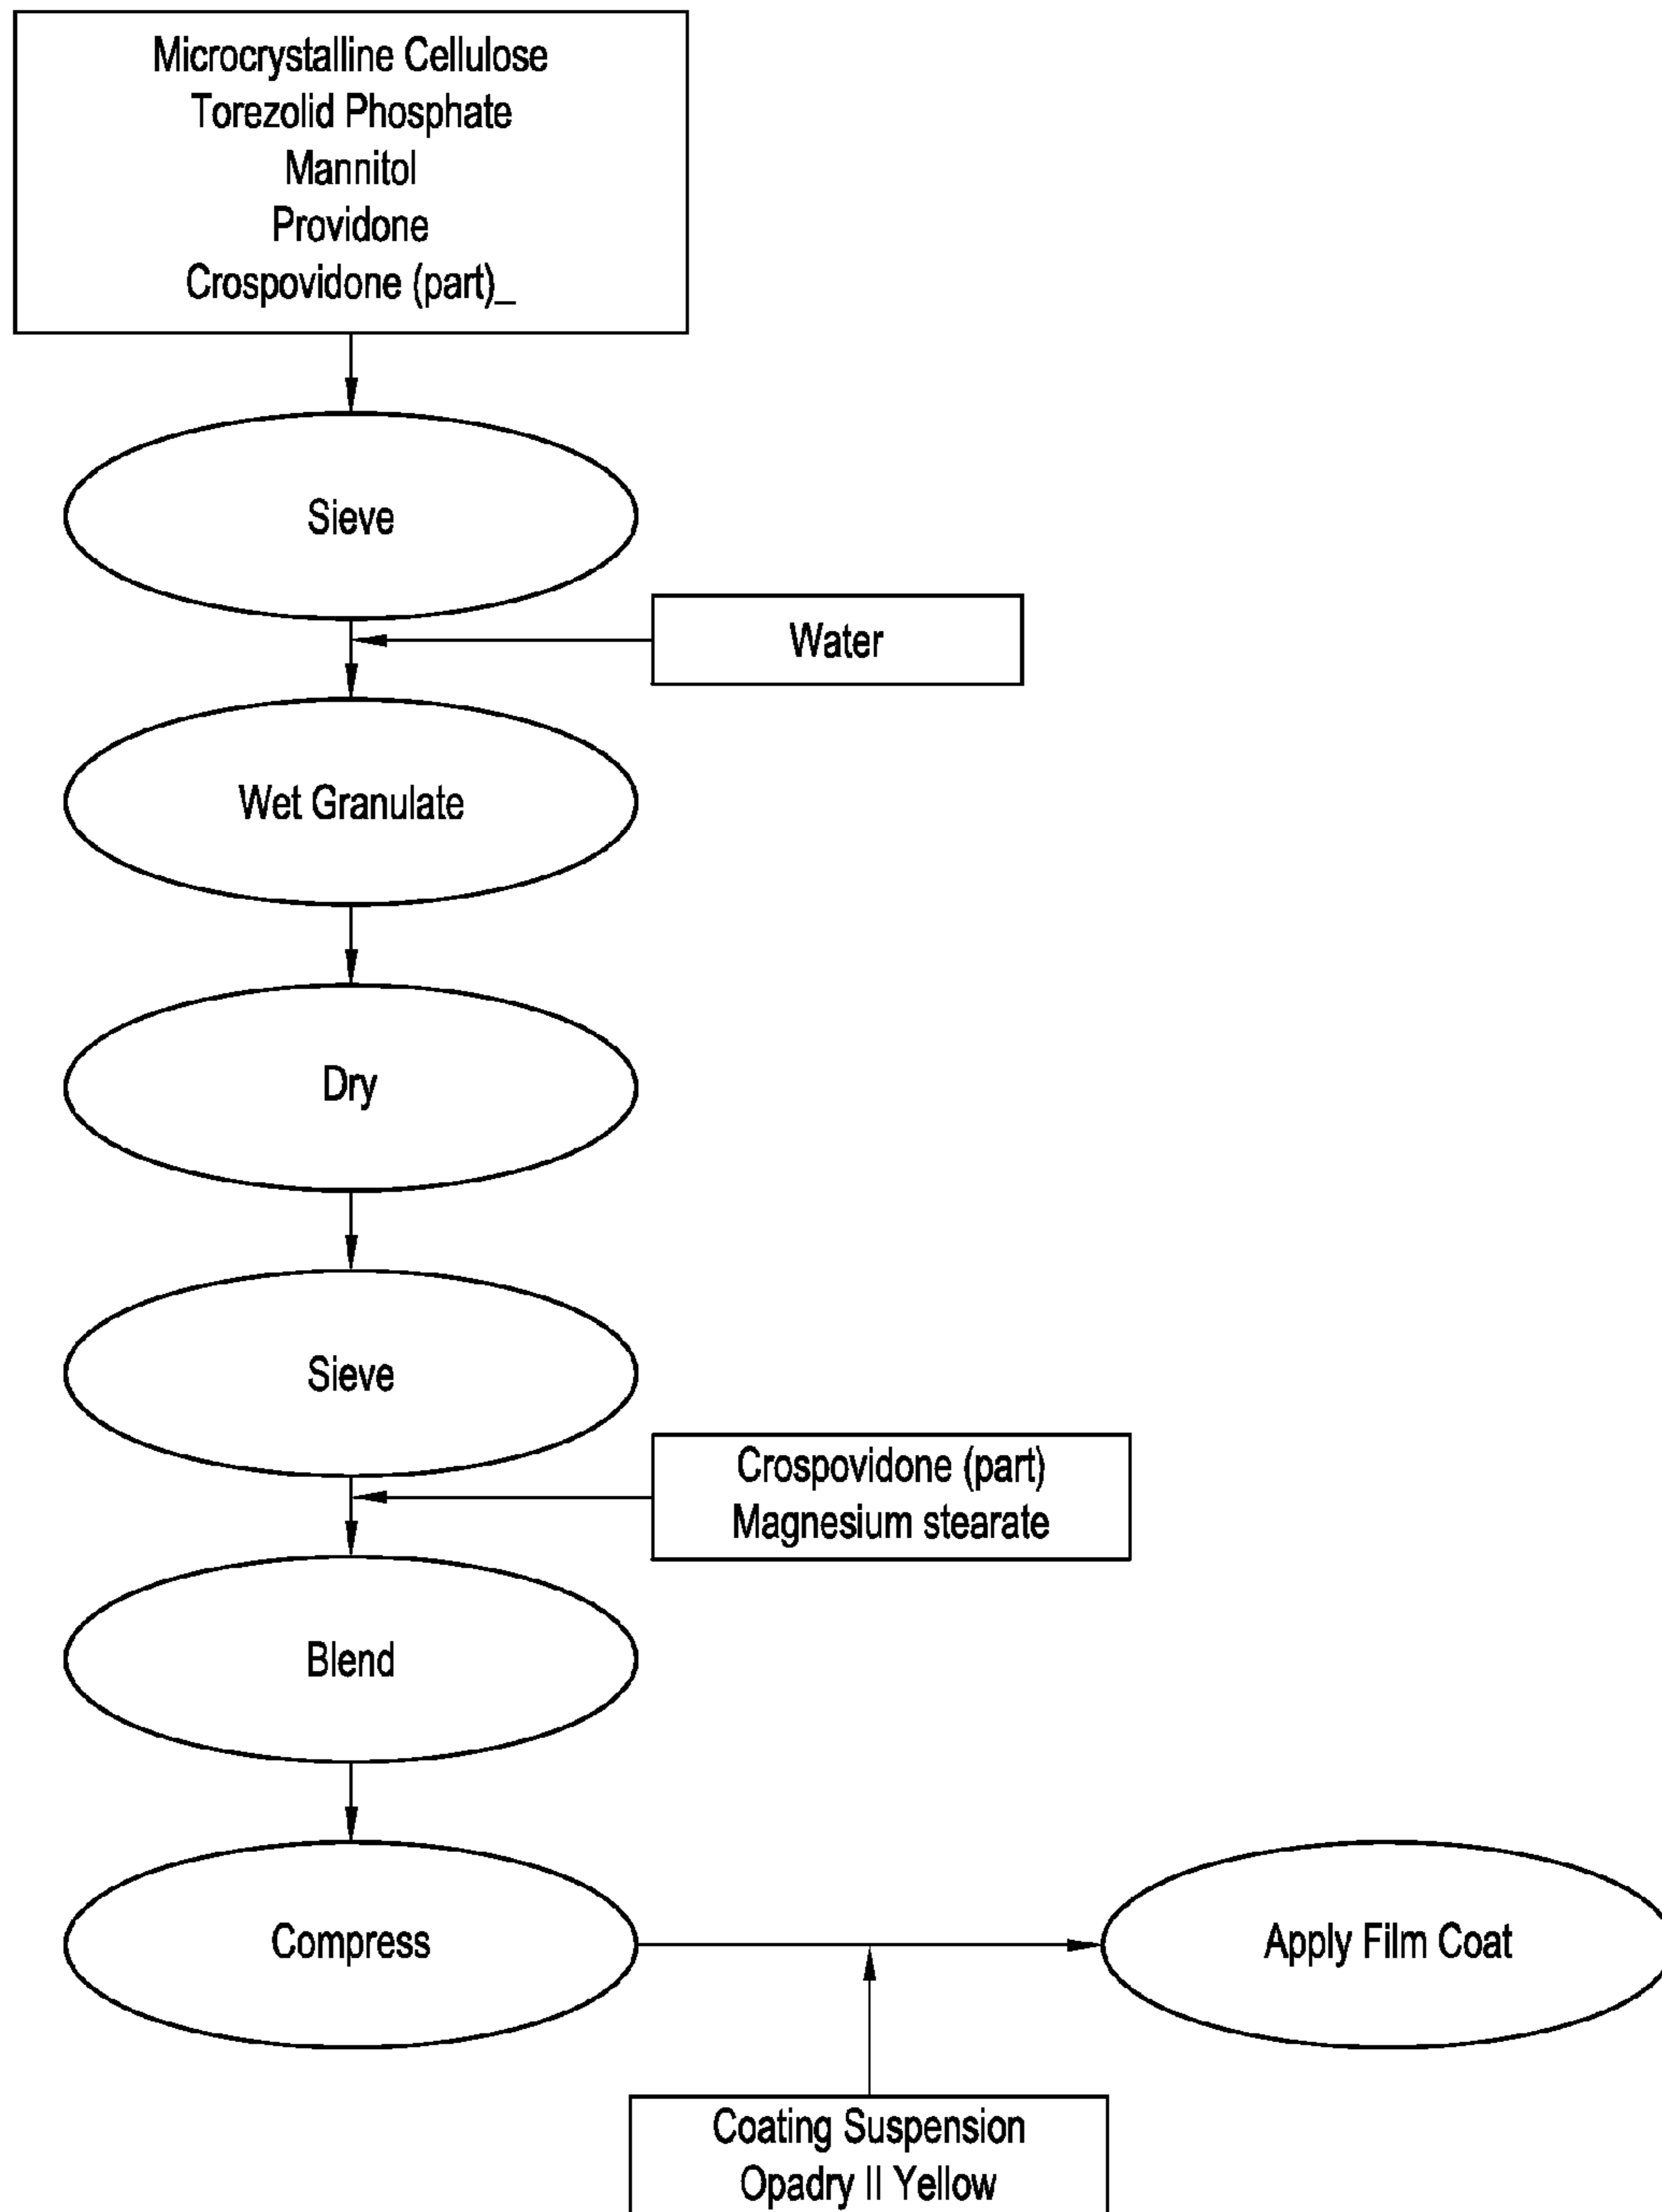 Microcrystalline Cellulose
Torezolid Phosphate
Mannitol
Providone
Crospovidone (part)_
Sieve
Water
Wet Granulate
Dry
Sieve
Crospovidone (part)
Magnesium stearate
Blend
Compress
Apply Film Coat
Coating Suspension
Opadry II Yellow